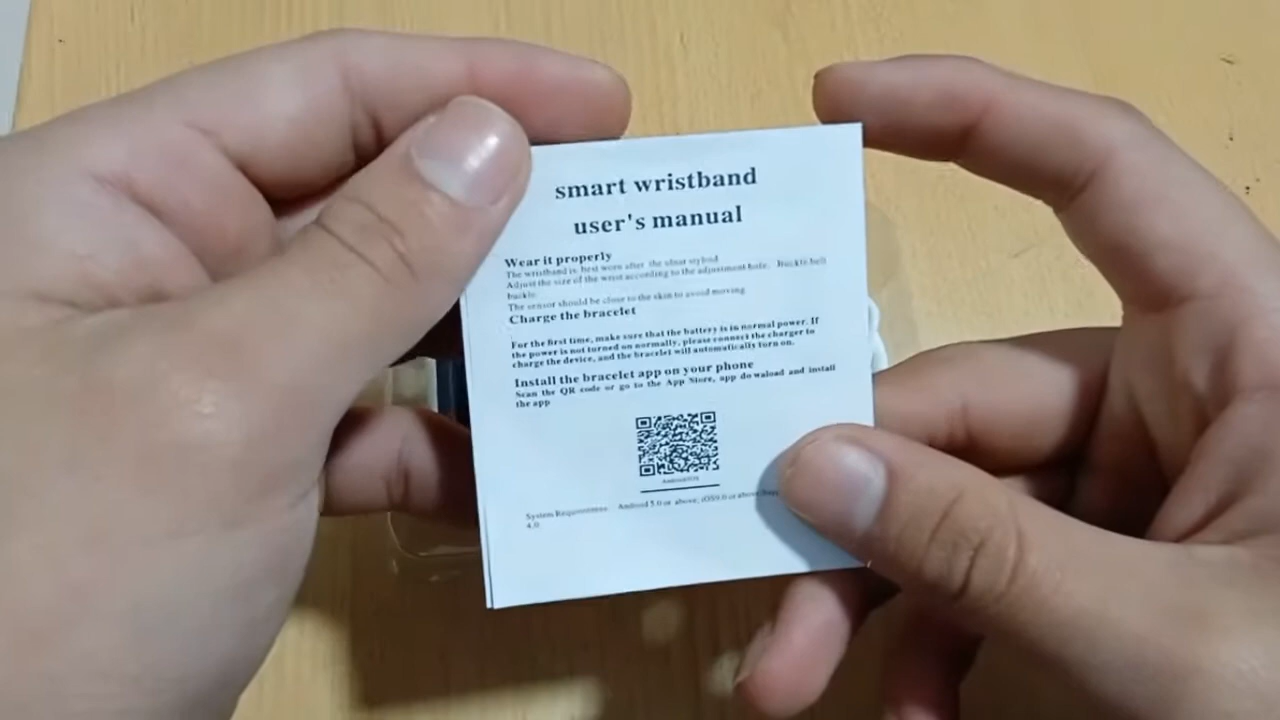 smart wristband
user's manual
Wear it properly
The wristband is best worn after the ulnar styloid
Adjust the size of the wrist according to the adjustment hole. Buckle belt
buckle.
The sensor should be close to the skin to avoid moving
Charge the bracelet
For the first time, make sure that the battery is in normal power. If
the power is not turned on normally, please connect the charger to
charge the device, and the bracelet will automatically turn on.
Install the bracelet app on your phone
Scan the QR code or go to the App Store, app do wnload and install
the app
Android/iOS
System Requirements: Android 5.0 or above; iOS9.0 or above
4.0